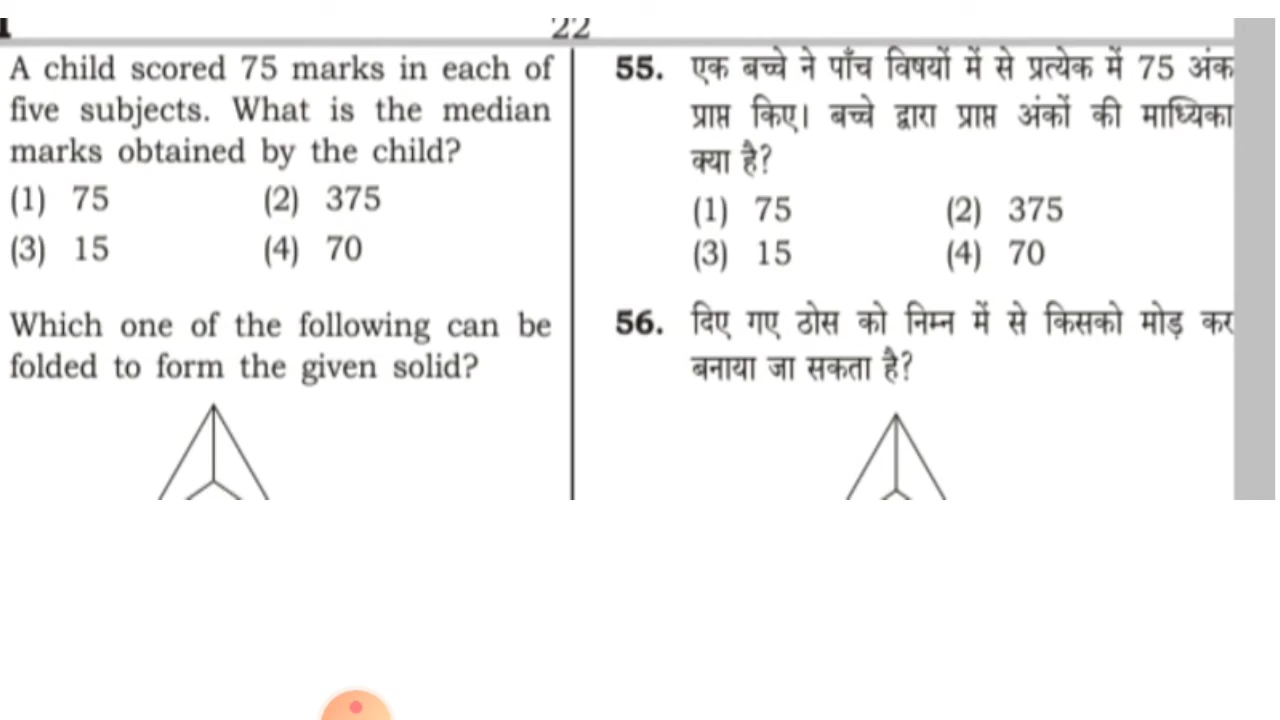 22
A child scored 75 marks in each of
five subjects. What is the median
marks obtained by the child?
(1) 75 (2) 375
(3) 15 (4) 70
Which one of the following can be
folded to form the given solid?
55. एक बच्चे ने पाँच विषयों में से प्रत्येक में 75 अंक
प्राप्त किए। बच्चे द्वारा प्राप्त अंकों की माध्यिका
क्या है?
(1) 75 (2) 375
(3) 15 (4) 70
56. दिए गए ठोस को निम्न में से किसको मोड़ कर
बनाया जा सकता है?